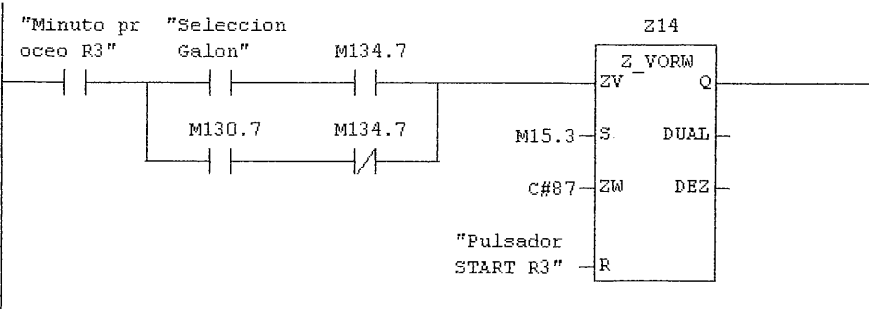 "Minuto pr
oceo R3"
"Seleccion
Galon"
M134.7
Z14
Z_VORW
ZV
Q
M130.7
M134.7
M15.3
S
DUAL
C#87
ZW
DEZ
"Pulsador
START R3"
R